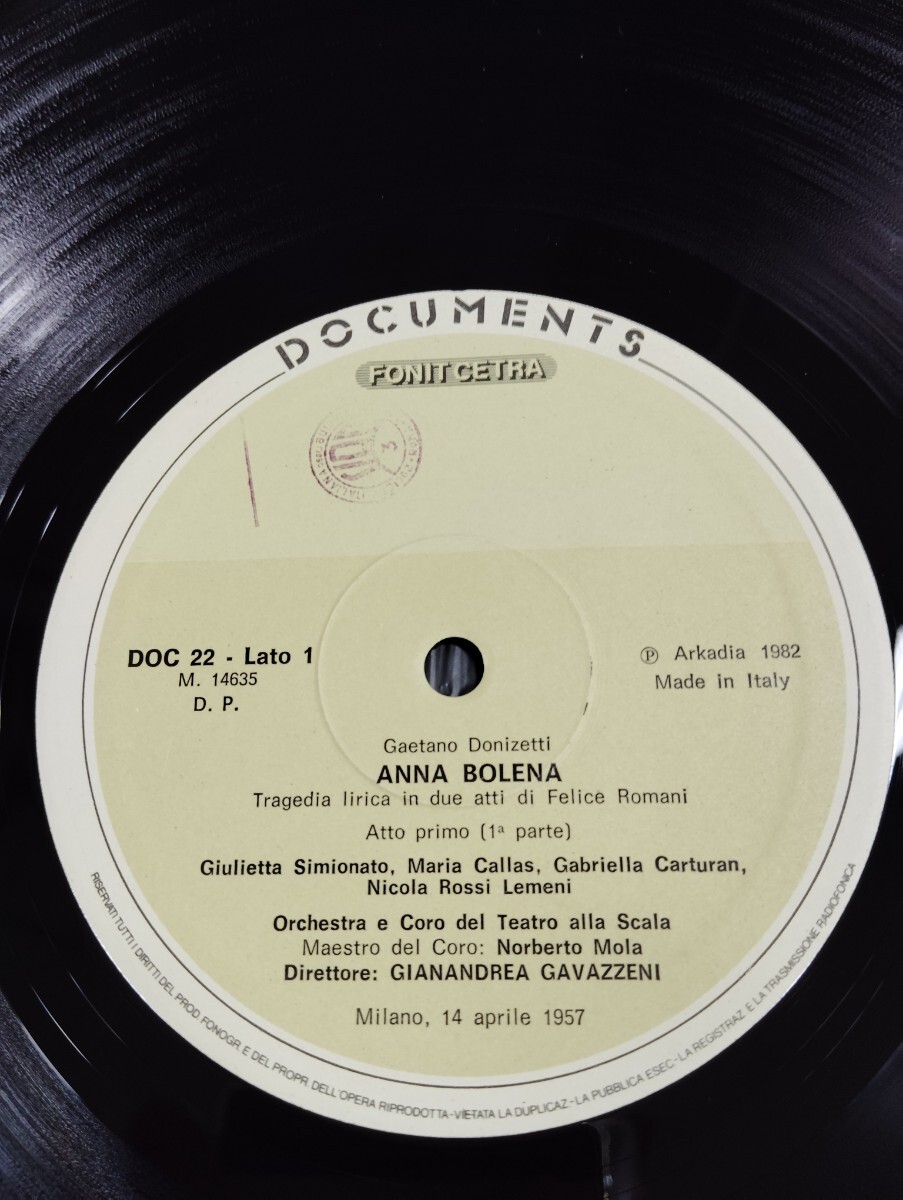 DOCUMENTS
FONIT CETRA
DOC 22 - Lato 1
M. 14635
D. P.
Ⓟ Arkadia 1982
Made in Italy
Gaetano Donizetti
ANNA BOLENA
Tragedia lirica in due atti di Felice Romani
Atto primo (1ª parte)
Giulietta Simionato, Maria Callas, Gabriella Carturan,
Nicola Rossi Lemeni
Orchestra e Coro del Teatro alla Scala
Maestro del Coro: Norberto Mola
Direttore: GIANANDREA GAVAZZENI
Milano, 14 aprile 1957
RISERVATI TUTTI I DIRITTI DEL PROD. FONOGR. E DEL PROPR. DELL'OPERA RIPRODOTTA-VIETATA LA DUPLICAZ-LA PUBBLICA ESEC-LA REGISTRAZ E LA TRASMISSIONE RADIOFONICA